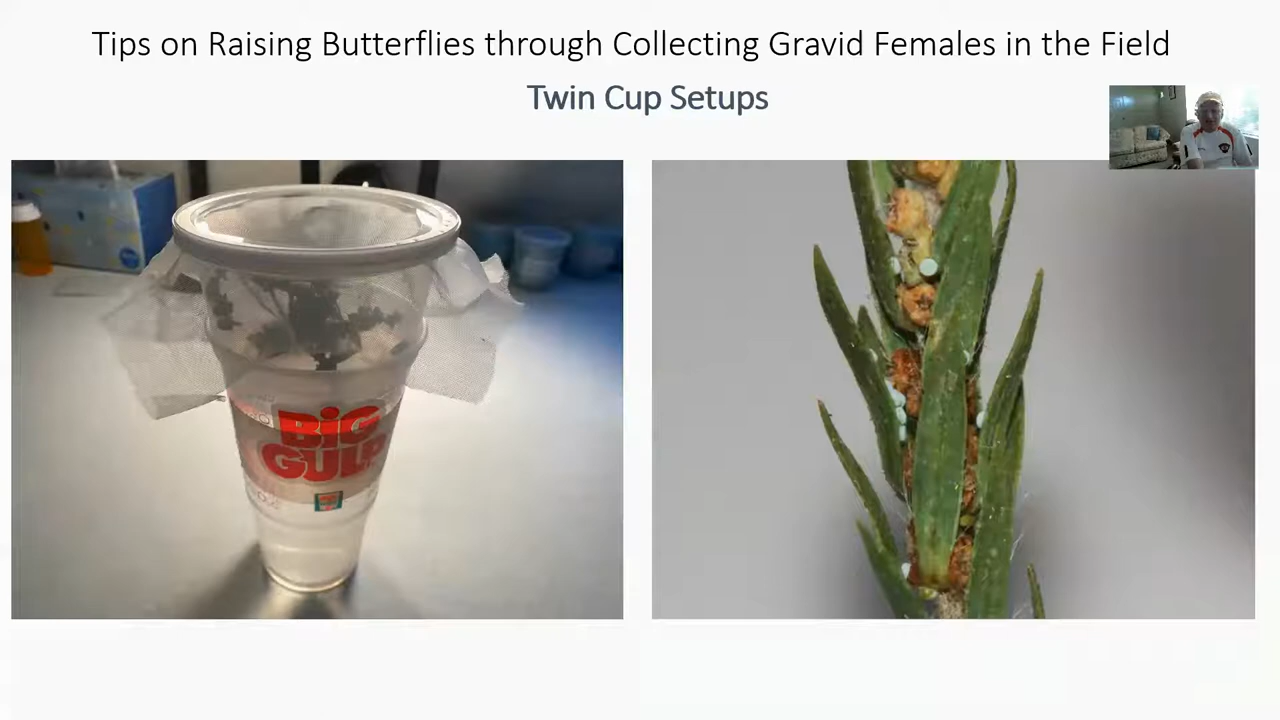 Tips on Raising Butterflies through Collecting Gravid Females in the Field
Twin Cup Setups
BiG
GULP